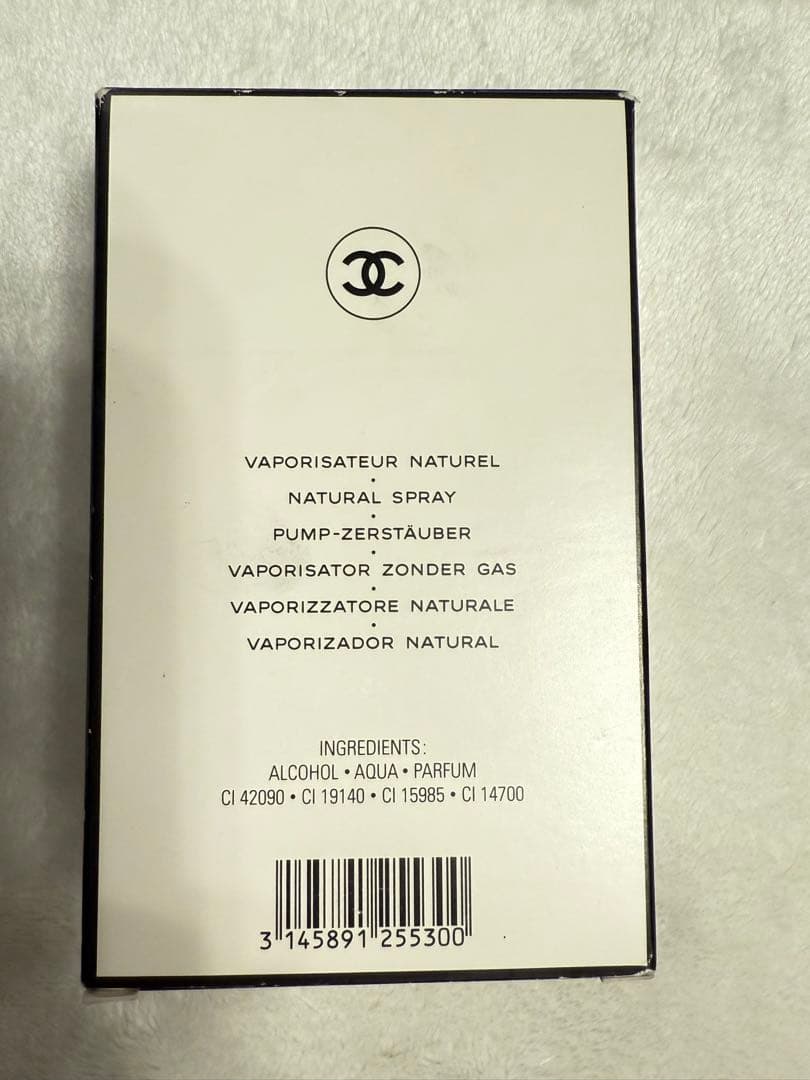 VAPORISATEUR NATUREL
•
NATURAL SPRAY
•
PUMP-ZERSTÄUBER
•
VAPORISATOR ZONDER GAS
•
VAPORIZZATORE NATURALE
•
VAPORIZADOR NATURAL
INGREDIENTS:
ALCOHOL • AQUA • PARFUM
CI 42090 • CI 19140 • CI 15985 • CI 14700
3 145891 255300